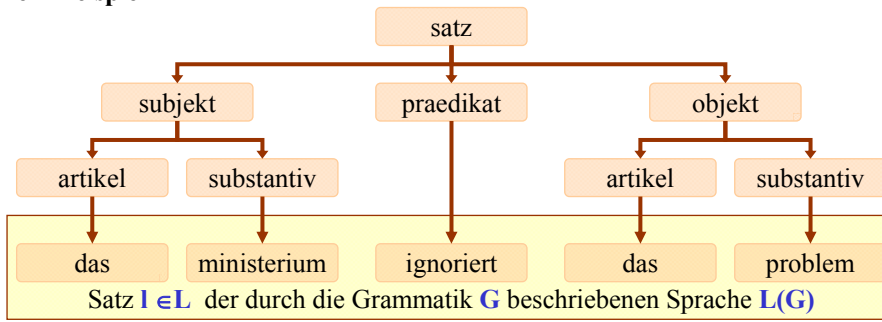 satz
subjekt praedikat objekt
artikel substantiv artikel substantiv
das ministerium ignoriert das problem
Satz l ∈L der durch die Grammatik G beschriebenen Sprache L(G)